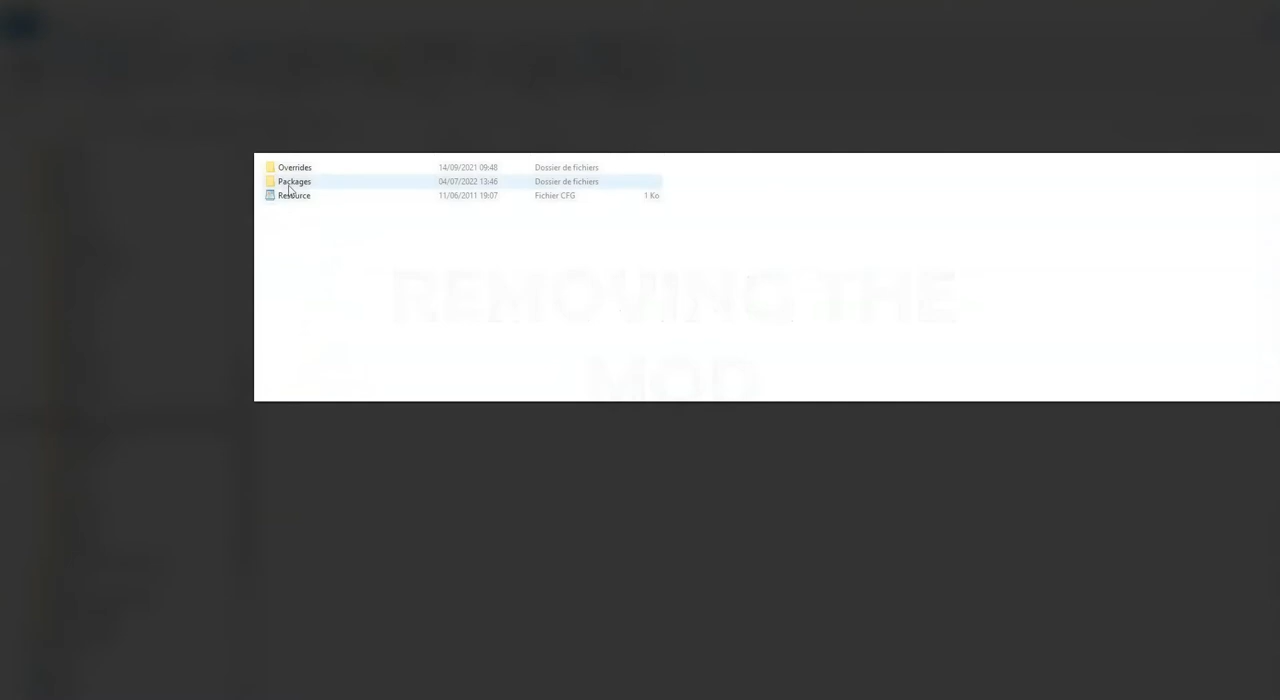 Overrides 14/09/2021 09:48 Dossier de fichiers
Packages 04/07/2022 13:46 Dossier de fichiers
Resource 11/06/2011 19:07 Fichier CFG 1 Ko
REMOVING THE
MOD